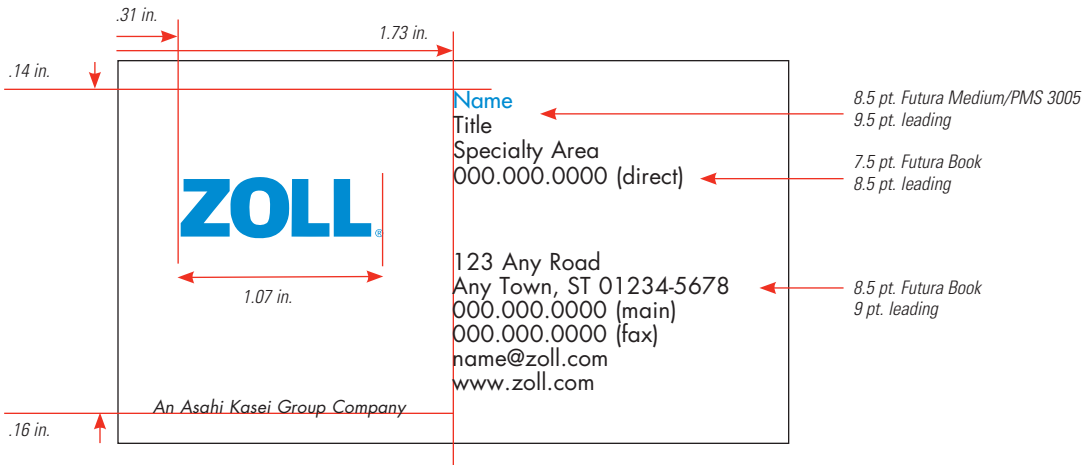 .31 in.
1.73 in.
.14 in.
Name
Title
Specialty Area
000.000.0000 (direct)
8.5 pt. Futura Medium/PMS 3005
9.5 pt. leading
7.5 pt. Futura Book
8.5 pt. leading
ZOLL®
1.07 in.
123 Any Road
Any Town, ST 01234-5678
000.000.0000 (main)
000.000.0000 (fax)
name@zoll.com
www.zoll.com
8.5 pt. Futura Book
9 pt. leading
An Asahi Kasei Group Company
.16 in.